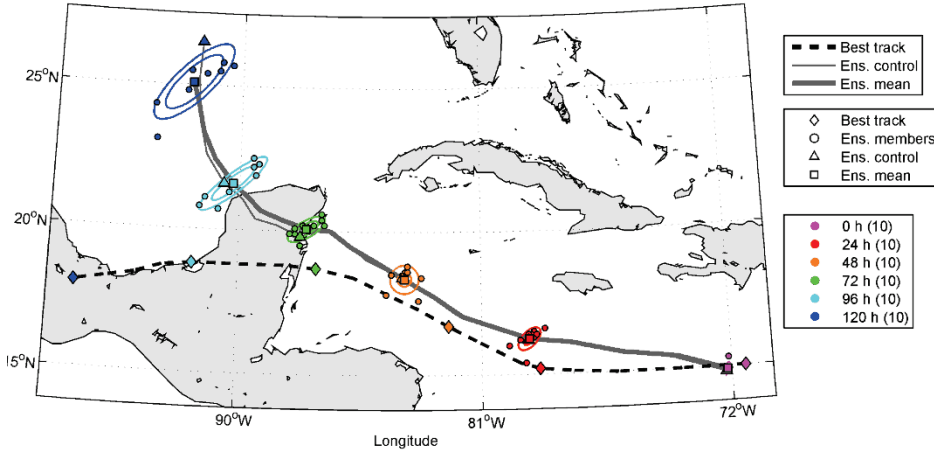 25°N
20°N
15°N
90°W
81°W
72°W
Longitude
Best track
Ens. control
Ens. mean
Best track
Ens. members
Ens. control
Ens. mean
0 h (10)
24 h (10)
48 h (10)
72 h (10)
96 h (10)
120 h (10)